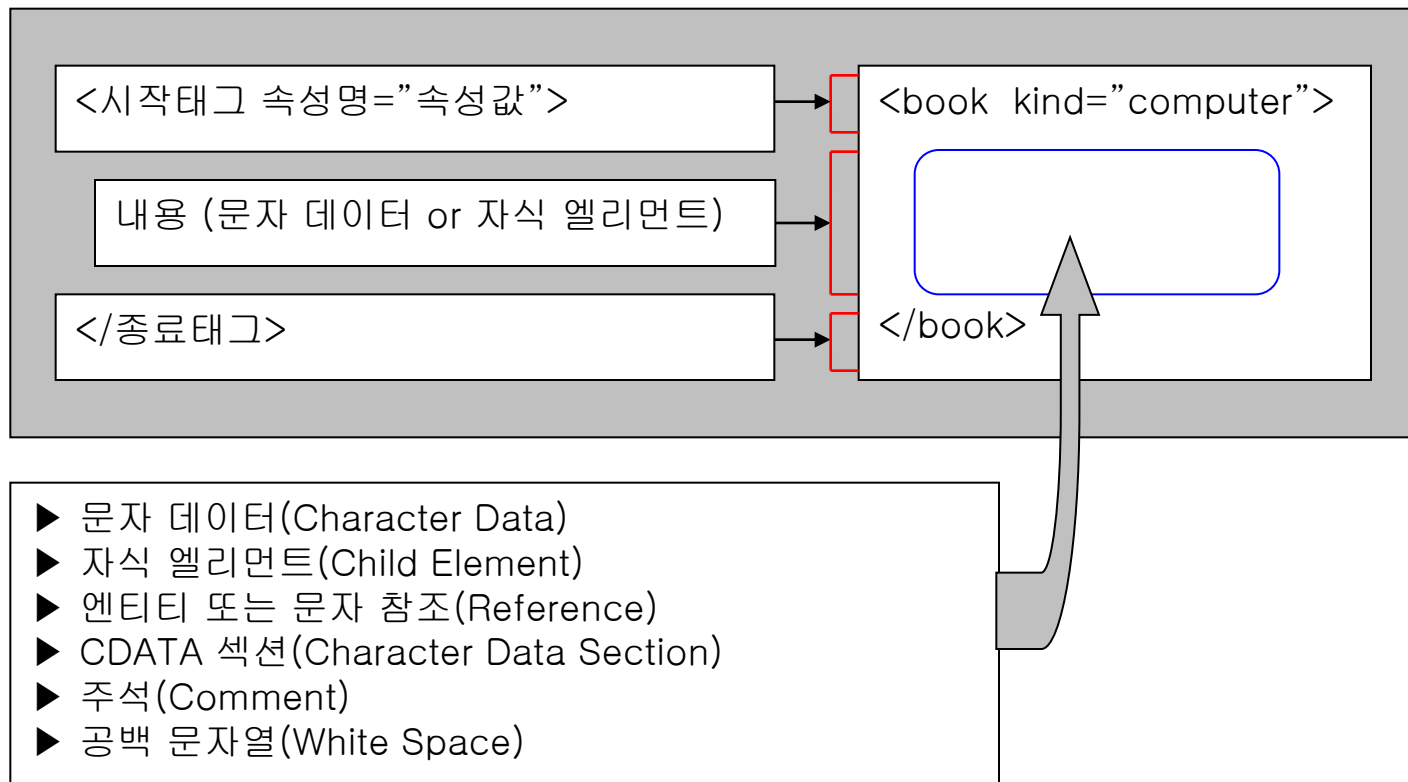 <시작태그 속성명=”속성값”>
<book  kind=”computer”>
내용 (문자 데이터 or 자식 엘리먼트)
</종료태그>
</book>
▶ 문자 데이터(Character Data)
▶ 자식 엘리먼트(Child Element)
▶ 엔티티 또는 문자 참조(Reference)
▶ CDATA 섹션(Character Data Section)
▶ 주석(Comment)
▶ 공백 문자열(White Space)